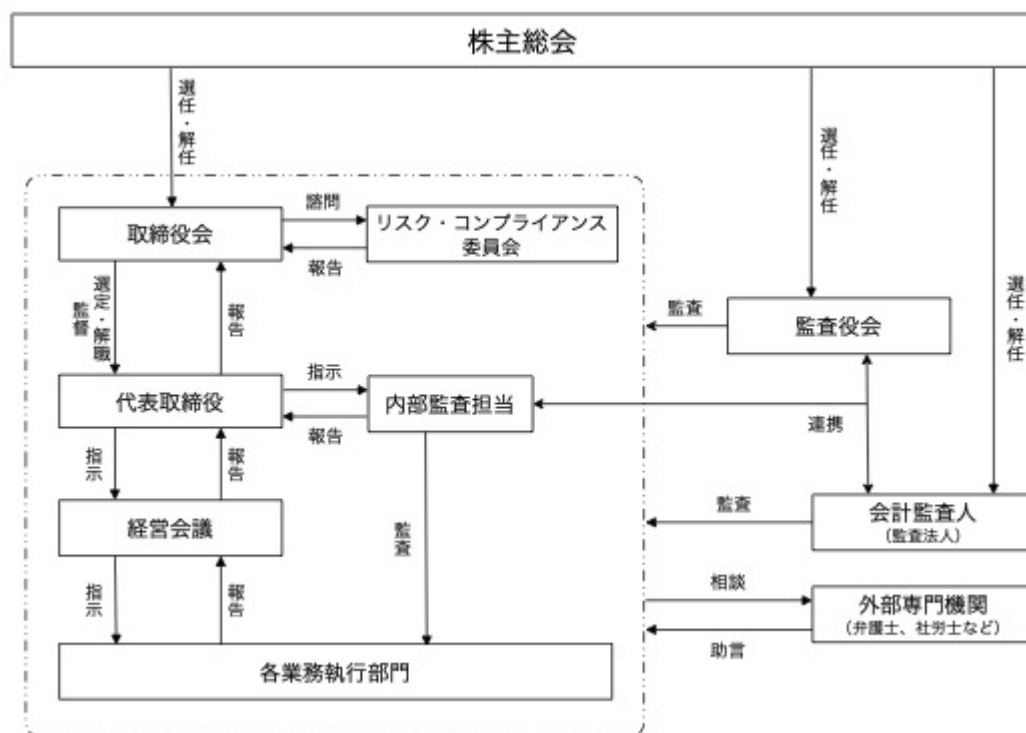 株主総会
選任・解任
選任・解任
選任・解任
取締役会
諮問
報告
リスク・コンプライアンス
委員会
選定・解職
監督
報告
監査
監査役会
代表取締役
指示
報告
内部監査担当
連携
指示
報告
経営会議
監査
監査
会計監査人
(監査法人)
指示
報告
相談
助言
外部専門機関
(弁護士、社労士など)
各業務執行部門